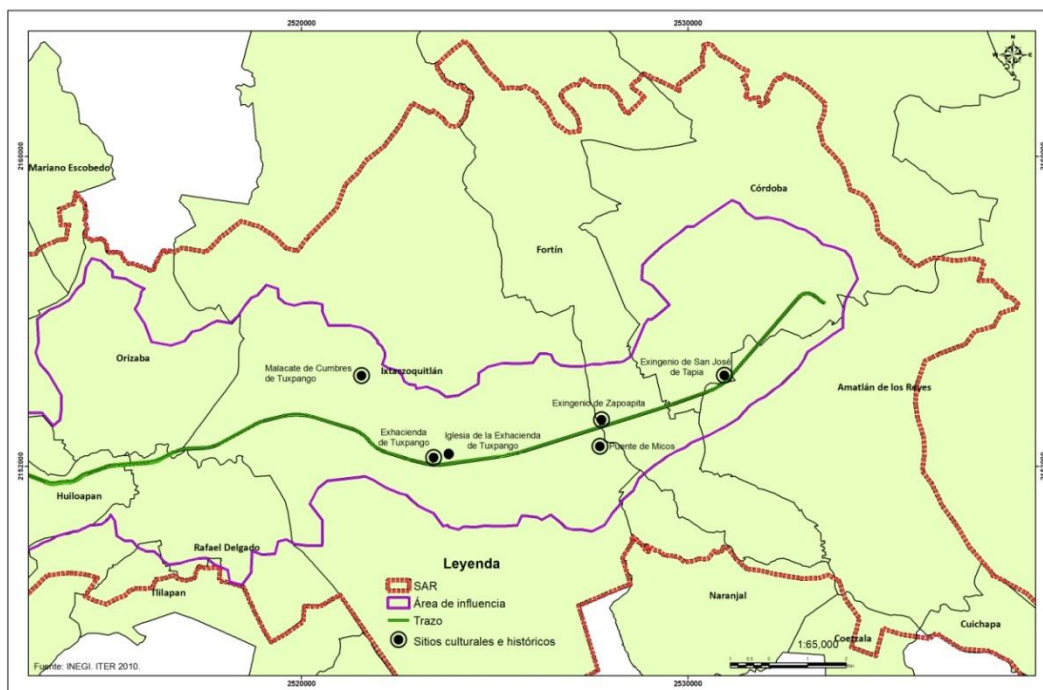 2520000
2530000
N
Mariano Escobedo
2160000
Córdoba
Fortín
Orizaba
Malacate de Cumbres
de Tuxpango
Ixtaczoquitlán
Exingenio de San José
de Tapia
Amatlán de los Reyes
Exingenio de Zapoapita
Exhacienda
de Tuxpango
Iglesia de la Exhacienda
de Tuxpango
Puente de Micos
2152000
Huiloapan
Rafael Delgado
Tlilapan
Leyenda
SAR
Área de influencia
Trazo
Sitios culturales e históricos
Naranjal
Coetzala
Cuichapa
1:65,000
Fuente: INEGI. ITER 2010.
2520000
2530000